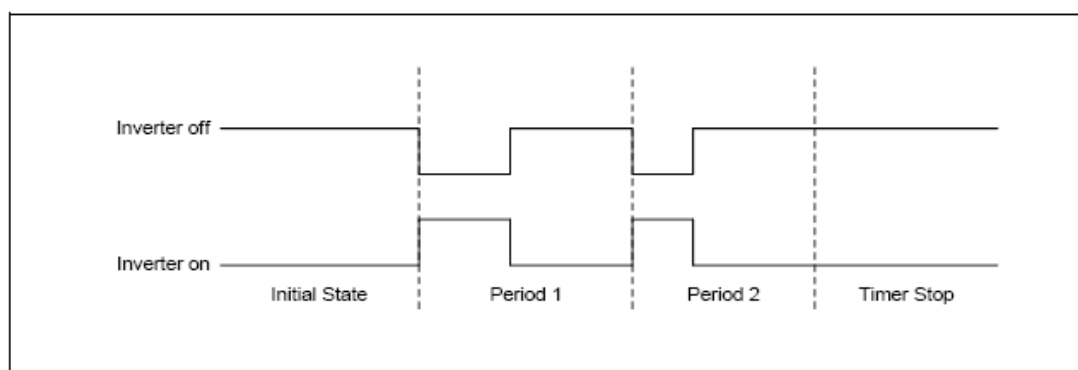 Inverter off
Inverter on
Initial State
Period 1
Period 2
Timer Stop